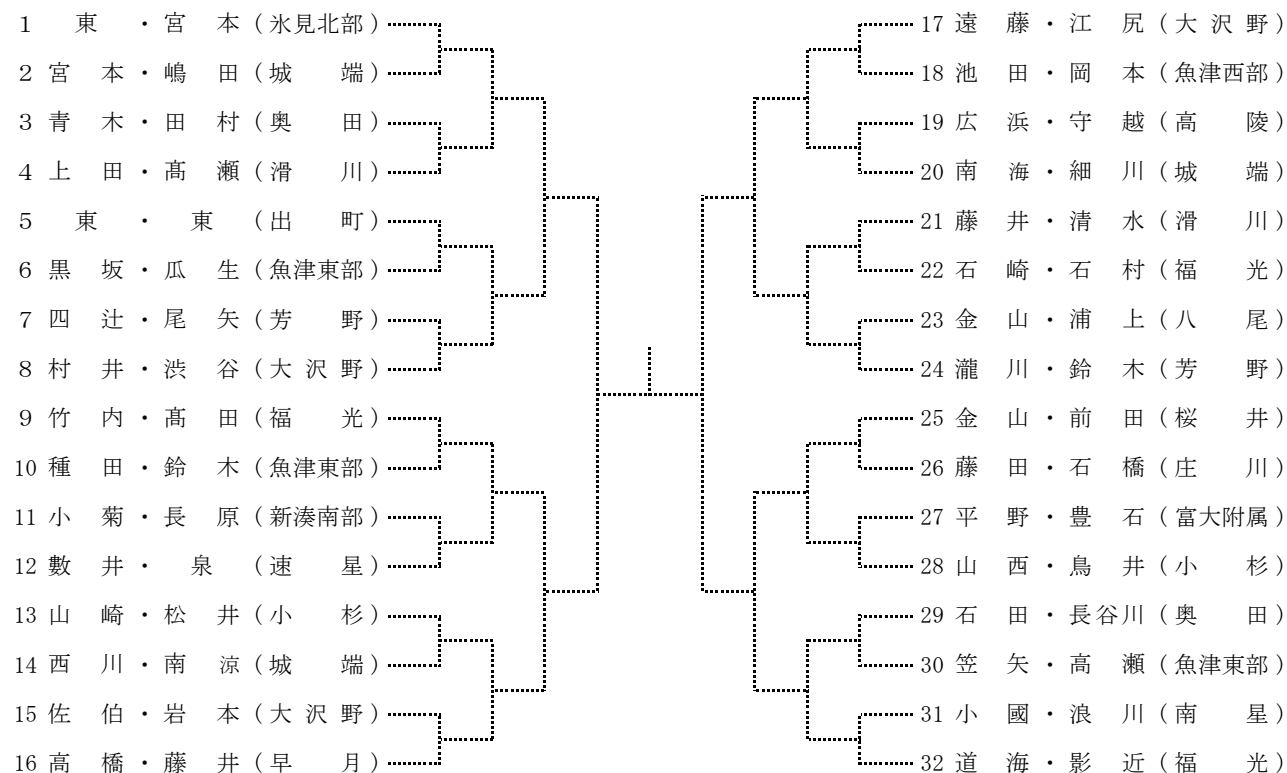 1 東・宮本(氷見北部)
2 宮本・嶋田(城端)
3 青木・田村(奥田)
4 上田・髙瀬(滑川)
5 東・東(出町)
6 黒坂・瓜生(魚津東部)
7 四辻・尾矢(芳野)
8 村井・渋谷(大沢野)
9 竹内・髙田(福光)
10 種田・鈴木(魚津東部)
11 小菊・長原(新湊南部)
12 數井・泉(速星)
13 山崎・松井(小杉)
14 西川・南涼(城端)
15 佐伯・岩本(大沢野)
16 高橋・藤井(早月)
17 遠藤・江尻(大沢野)
18 池田・岡本(魚津西部)
19 広浜・守越(高陵)
20 南海・細川(城端)
21 藤井・清水(滑川)
22 石崎・石村(福光)
23 金山・浦上(八尾)
24 瀧川・鈴木(芳野)
25 金山・前田(桜井)
26 藤田・石橋(庄川)
27 平野・豊石(富大附属)
28 山西・鳥井(小杉)
29 石田・長谷川(奥田)
30 笠矢・高瀬(魚津東部)
31 小國・浪川(南星)
32 道海・影近(福光)